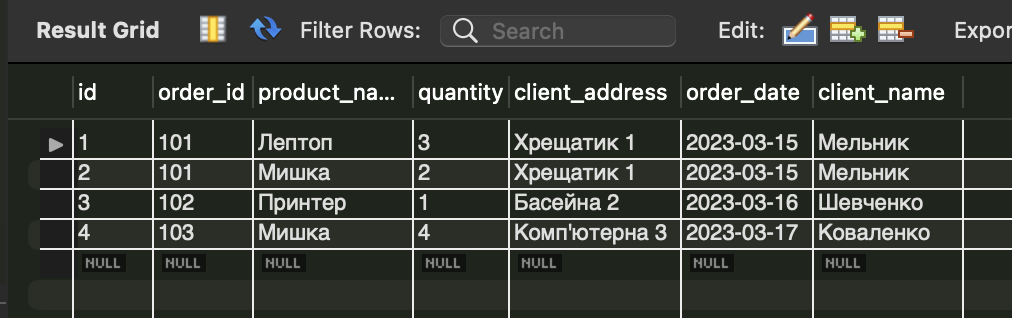 Result Grid Filter Rows: Search Edit: Expor
id order_id product_na... quantity client_address order_date client_name
1 101 Лептоп 3 Хрещатик 1 2023-03-15 Мельник
2 101 Мишка 2 Хрещатик 1 2023-03-15 Мельник
3 102 Принтер 1 Басейна 2 2023-03-16 Шевченко
4 103 Мишка 4 Комп'ютерна 3 2023-03-17 Коваленко
NULL NULL NULL NULL NULL NULL NULL